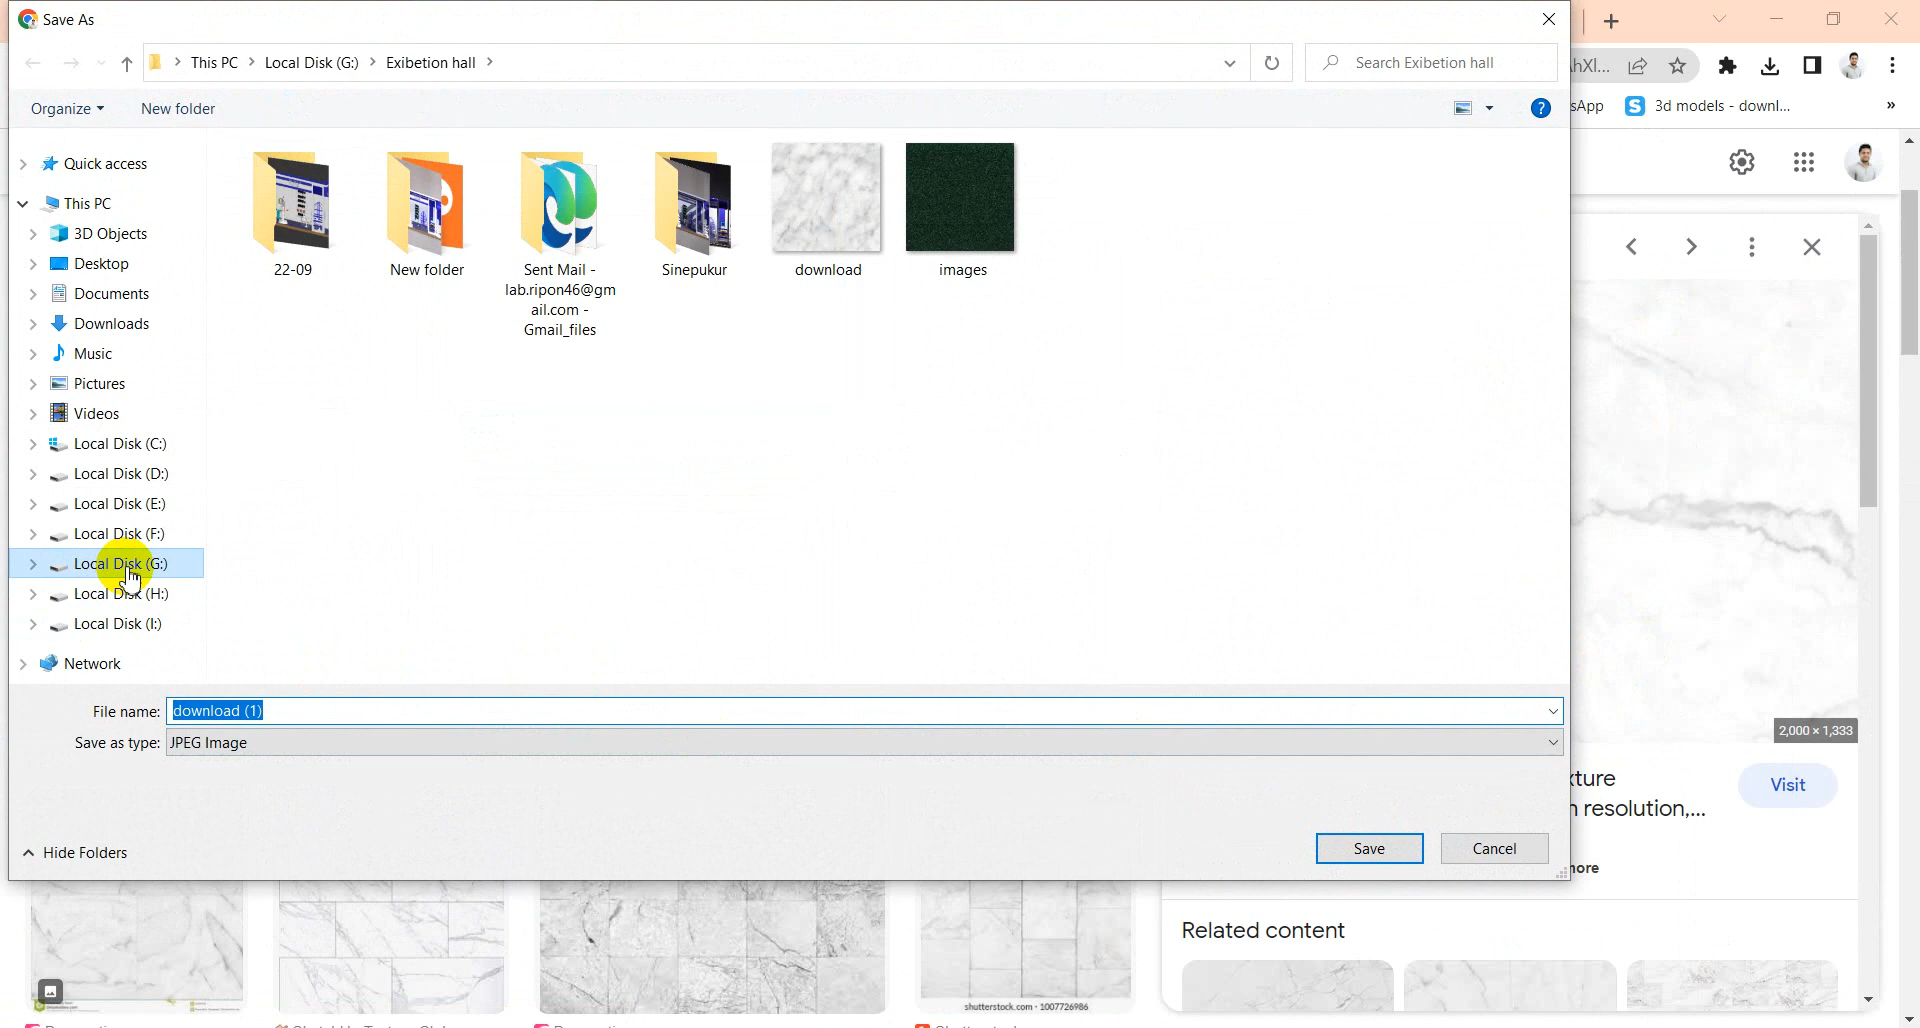 Save As
This PC
Local Disk (G:)
Exibetion hall
Search Exibetion hall
Organize
New folder
Quick access
This PC
3D Objects
Desktop
Documents
Downloads
Music
Pictures
Videos
Local Disk (C:)
Local Disk (D:)
Local Disk (E:)
Local Disk (F:)
Local Disk (G:)
Local Disk (H:)
Local Disk (I:)
Network
22-09
New folder
Sent Mail -
lab.ripon46@gm
ail.com -
Gmail_files
Sinepukur
download
images
File name: download (1)
Save as type: JPEG Image
Hide Folders
Save
Cancel
3d models - downl...
»
2,000 × 1,333
Visit
resolution,...
Related content
shutterstock.com · 1007726986